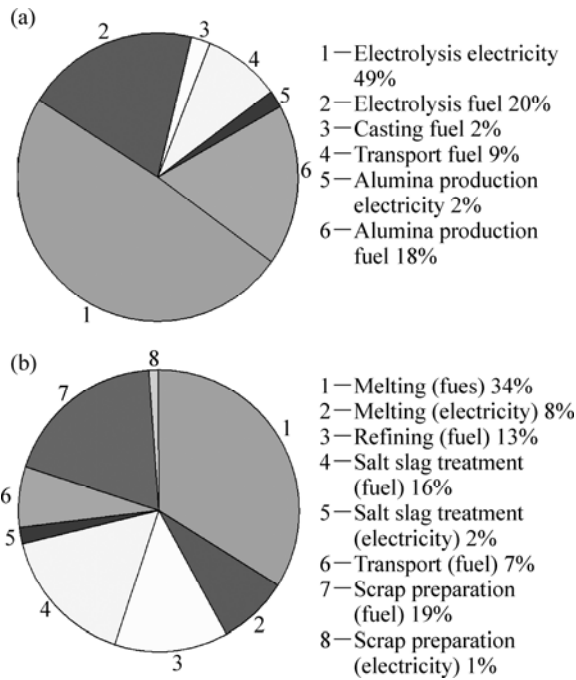 (a)
2
3
4
5
6
1
1—Electrolysis electricity
49%
2—Electrolysis fuel 20%
3—Casting fuel 2%
4—Transport fuel 9%
5—Alumina production
electricity 2%
6—Alumina production
fuel 18%
(b)
8
7
1
6
5
4
3
2
1—Melting (fues) 34%
2—Melting (electricity) 8%
3—Refining (fuel) 13%
4—Salt slag treatment
(fuel) 16%
5—Salt slag treatment
(electricity) 2%
6—Transport (fuel) 7%
7—Scrap preparation
(fuel) 19%
8—Scrap preparation
(electricity) 1%